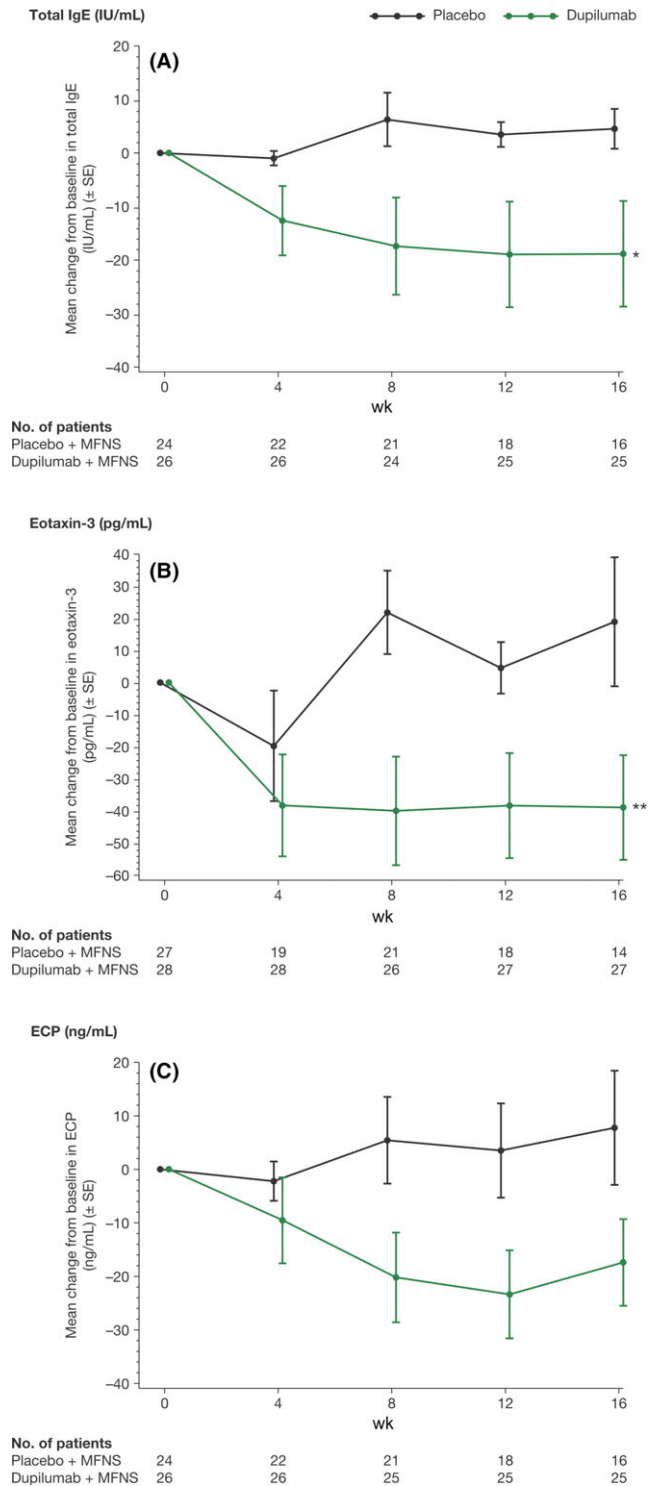 Total IgE (IU/mL)
Placebo Dupilumab
(A)
Mean change from baseline in total IgE
(IU/mL) (± SE)
20
10
0
−10
−20
−30
−40
*
0 4 8 12 16
wk
No. of patients
Placebo + MFNS 24 22 21 18 16
Dupilumab + MFNS 26 26 24 25 25
Eotaxin-3 (pg/mL)
(B)
Mean change from baseline in eotaxin-3
(pg/mL) (± SE)
40
30
20
10
0
−10
−20
−30
−40
−50
−60
**
0 4 8 12 16
wk
No. of patients
Placebo + MFNS 27 19 21 18 14
Dupilumab + MFNS 28 28 26 27 27
ECP (ng/mL)
(C)
Mean change from baseline in ECP
(ng/mL) (± SE)
20
10
0
−10
−20
−30
−40
0 4 8 12 16
wk
No. of patients
Placebo + MFNS 24 22 21 18 16
Dupilumab + MFNS 26 26 25 25 25